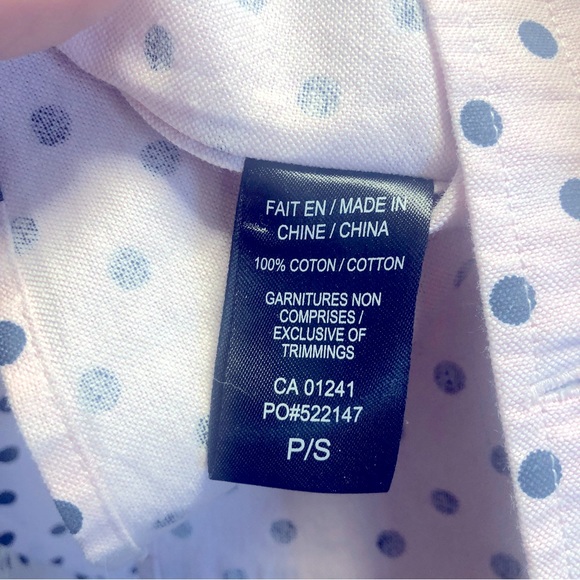 FAIT EN / MADE IN
CHINE / CHINA
100% COTON / COTTON
GARNITURES NON
COMPRISES /
EXCLUSIVE OF
TRIMMINGS
CA 01241
PO#522147
P/S